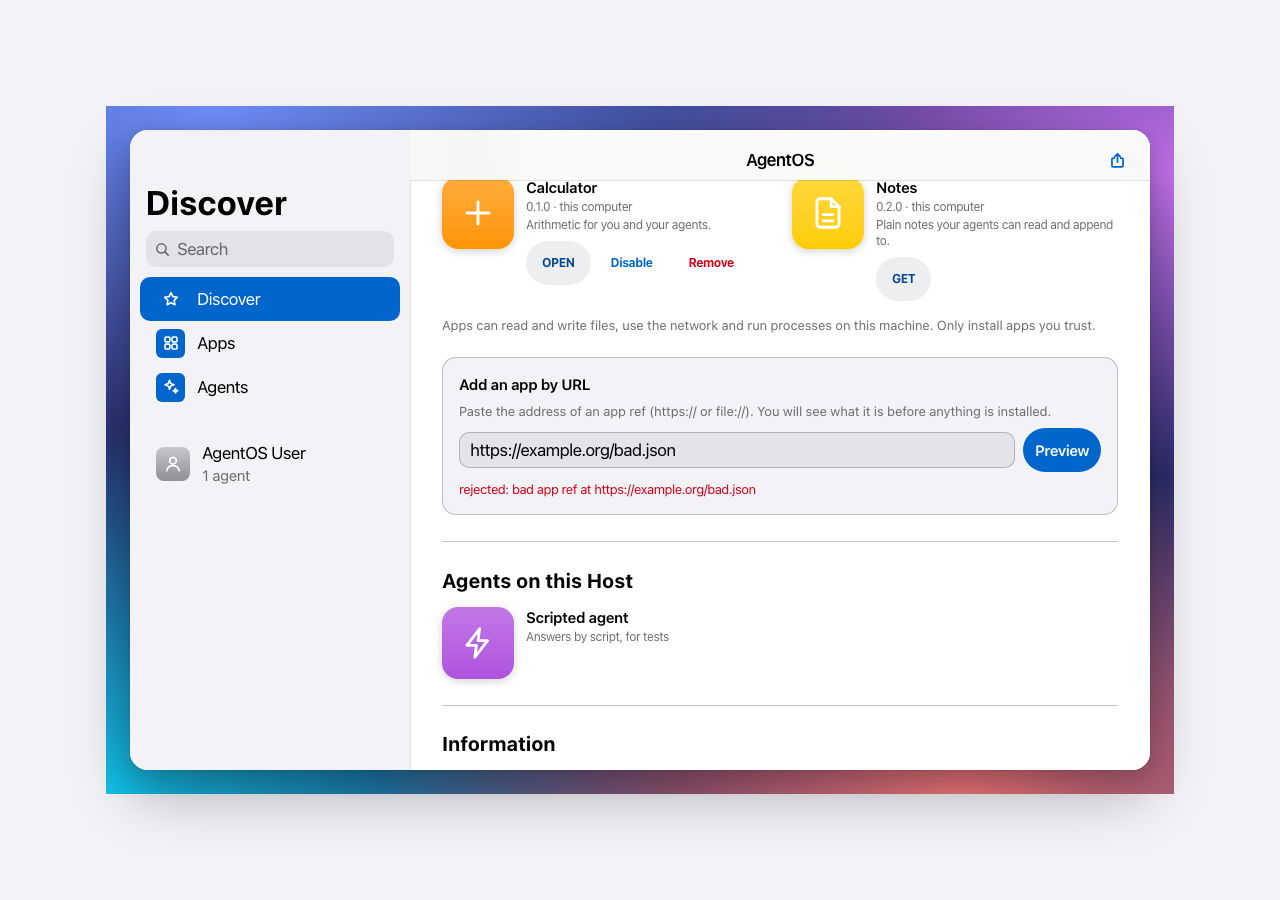 AgentOS
Discover
Search
Discover
Apps
Agents
AgentOS User
1 agent
Calculator
0.1.0 · this computer
Arithmetic for you and your agents.
OPEN
Disable
Remove
Notes
0.2.0 · this computer
Plain notes your agents can read and append
to.
GET
Apps can read and write files, use the network and run processes on this machine. Only install apps you trust.
Add an app by URL
Paste the address of an app ref (https:// or file://). You will see what it is before anything is installed.
https://example.org/bad.json
Preview
rejected: bad app ref at https://example.org/bad.json
Agents on this Host
Scripted agent
Answers by script, for tests
Information